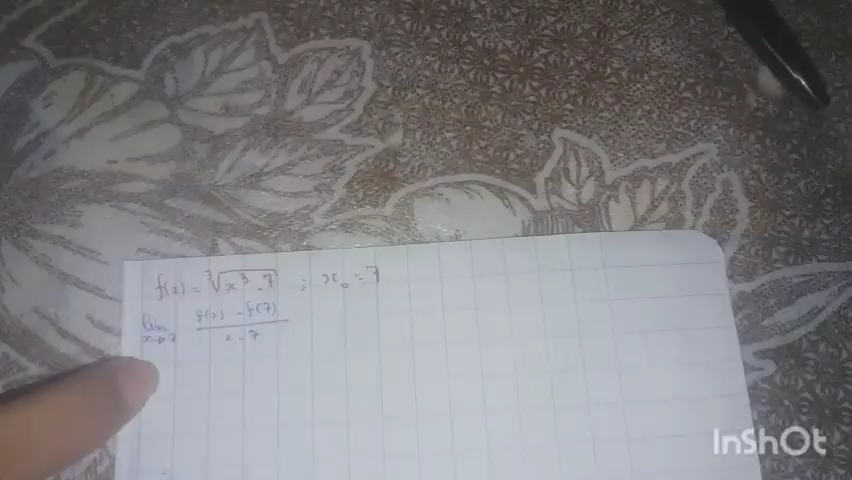 f(x) = ∛(x³ - 7) ; x₀ = 7
lim x→7 (f(x) - f(7)) / (x - 7)
InShOt